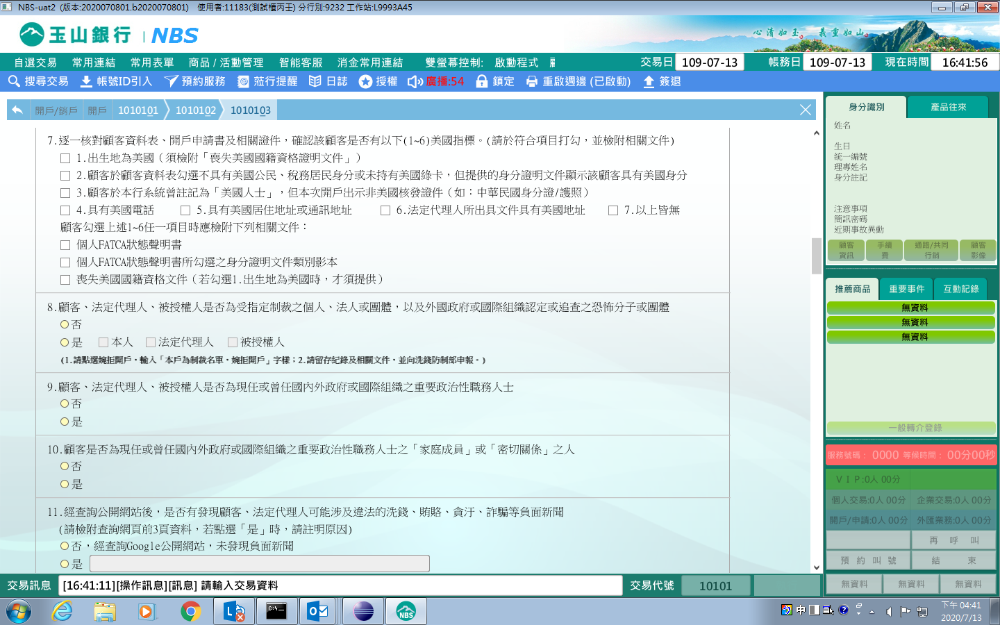 NBS-uat2 (版本:2020070801.b2020070801) 使用者:11183(測試櫃丙壬) 分行別:9232 工作站:L9993A45
玉山銀行 | NBS
心清如玉 義重如山
自選交易 常用連結 常用表單 商品/活動管理 智能客服 消金常用連結 雙螢幕控制: 啟動程式
交易日 109-07-13 帳務日 109-07-13 現在時間 16:41:56
搜尋交易 帳號ID引入 預約服務 蒞行提醒 日誌 授權 廣播:54 鎖定 重啟週邊 (已啟動) 簽退
開戶/銷戶 開戶 1010101 1010102 1010103
7.逐一核對顧客資料表、開戶申請書及相關證件，確認該顧客是否有以下(1~6)美國指標。(請於符合項目打勾，並檢附相關文件)
1.出生地為美國（須檢附「喪失美國國籍資格證明文件」）
2.顧客於顧客資料表勾選不具有美國公民、稅務居民身分或未持有美國綠卡，但提供的身分證明文件顯示該顧客具有美國身分
3.顧客於本行系統曾註記為「美國人士」，但本次開戶出示非美國核發證件（如：中華民國身分證/護照）
4.具有美國電話 5.具有美國居住地址或通訊地址 6.法定代理人所出具文件具有美國地址 7.以上皆無
顧客勾選上述1~6任一項目時應檢附下列相關文件：
個人FATCA狀態聲明書
個人FATCA狀態聲明書所勾選之身分證明文件類別影本
喪失美國國籍資格文件（若勾選1.出生地為美國時，才須提供）
8.顧客、法定代理人、被授權人是否為受指定制裁之個人、法人或團體，以及外國政府或國際組織認定或追查之恐怖分子或團體
否
是 本人 法定代理人 被授權人
(1.請點選婉拒開戶，輸入「本戶為制裁名單，婉拒開戶」字樣；2.請留存紀錄及相關文件，並向洗錢防制部申報。)
9.顧客、法定代理人、被授權人是否為現任或曾任國內外政府或國際組織之重要政治性職務人士
否
是
10.顧客是否為現任或曾任國內外政府或國際組織之重要政治性職務人士之「家庭成員」或「密切關係」之人
否
是
11.經查詢公開網站後，是否有發現顧客、法定代理人可能涉及違法的洗錢、賄賂、貪汙、詐騙等負面新聞
(請檢附查詢網頁前3頁資料，若點選「是」時，請註明原因)
否，經查詢Google公開網站，未發現負面新聞
是
身分識別 產品往來
姓名
生日
統一編號
理專姓名
身分註記
注意事項
簡訊密碼
近期事故異動
顧客資訊 手續費 通路/共同行銷 顧客影像
推薦商品 重要事件 互動記錄
無資料
無資料
無資料
一般轉介登錄
服務號碼： 0000 等候時間： 00分00秒
ＶＩＰ:0人 00分
個人交易:0人 00分 企業交易:0人 00分
開戶/申請:0人 00分 外匯業務:0人 00分
再 呼 叫
預 約 叫 號 結 束
無資料 無資料 無資料
交易訊息 [16:41:11][操作訊息][訊息] 請輸入交易資料 交易代號 10101
中
下午 04:41
2020/7/13